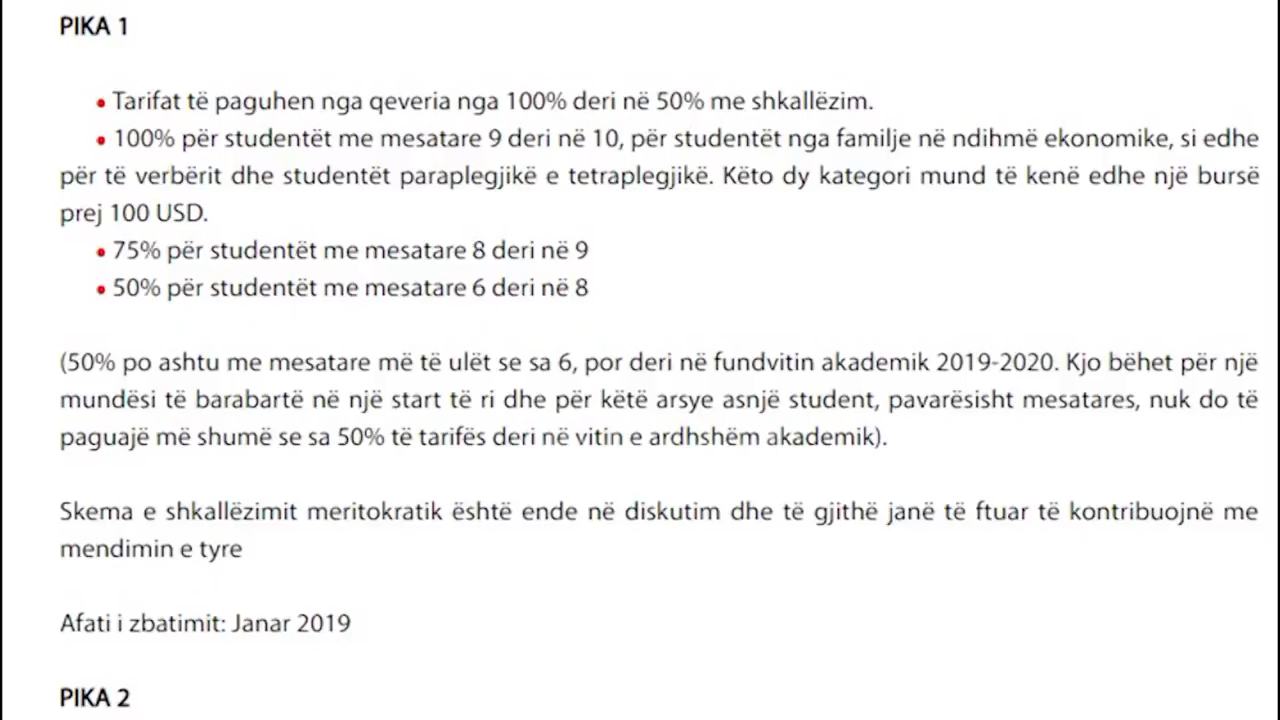 PIKA 1
• Tarifat të paguhen nga qeveria nga 100% deri në 50% me shkallëzim.
• 100% për studentët me mesatare 9 deri në 10, për studentët nga familje në ndihmë ekonomike, si edhe
për të verbërit dhe studentët paraplegjikë e tetraplegjikë. Këto dy kategori mund të kenë edhe një bursë
prej 100 USD.
• 75% për studentët me mesatare 8 deri në 9
• 50% për studentët me mesatare 6 deri në 8
(50% po ashtu me mesatare më të ulët se sa 6, por deri në fundvitin akademik 2019-2020. Kjo bëhet për një
mundësi të barabartë në një start të ri dhe për këtë arsye asnjë student, pavarësisht mesatares, nuk do të
paguajë më shumë se sa 50% të tarifës deri në vitin e ardhshëm akademik).
Skema e shkallëzimit meritokratik është ende në diskutim dhe të gjithë janë të ftuar të kontribuojnë me
mendimin e tyre
Afati i zbatimit: Janar 2019
PIKA 2